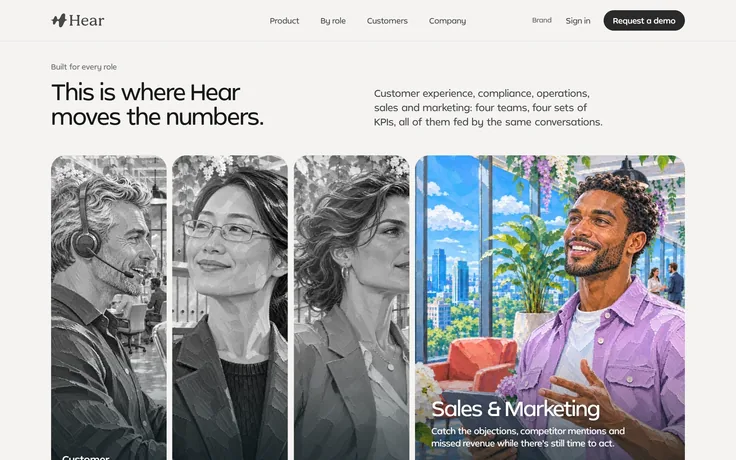 Hear
Product
By role
Customers
Company
Brand
Sign in
Request a demo
Built for every role
This is where Hear
moves the numbers.
Customer experience, compliance, operations,
sales and marketing: four teams, four sets of
KPIs, all of them fed by the same conversations.
Customer
Sales & Marketing
Catch the objections, competitor mentions and
missed revenue while there's still time to act.